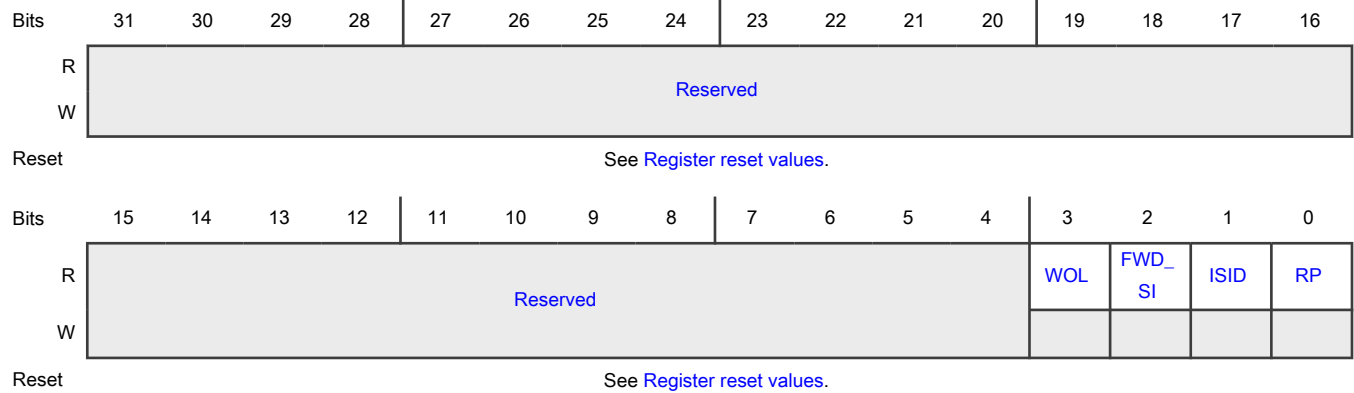 Bits 31 30 29 28 27 26 25 24 23 22 21 20 19 18 17 16
R
Reserved
W
Reset See Register reset values.
Bits 15 14 13 12 11 10 9 8 7 6 5 4 3 2 1 0
R WOL FWD_ ISID RP
SI
Reserved
W
Reset See Register reset values.